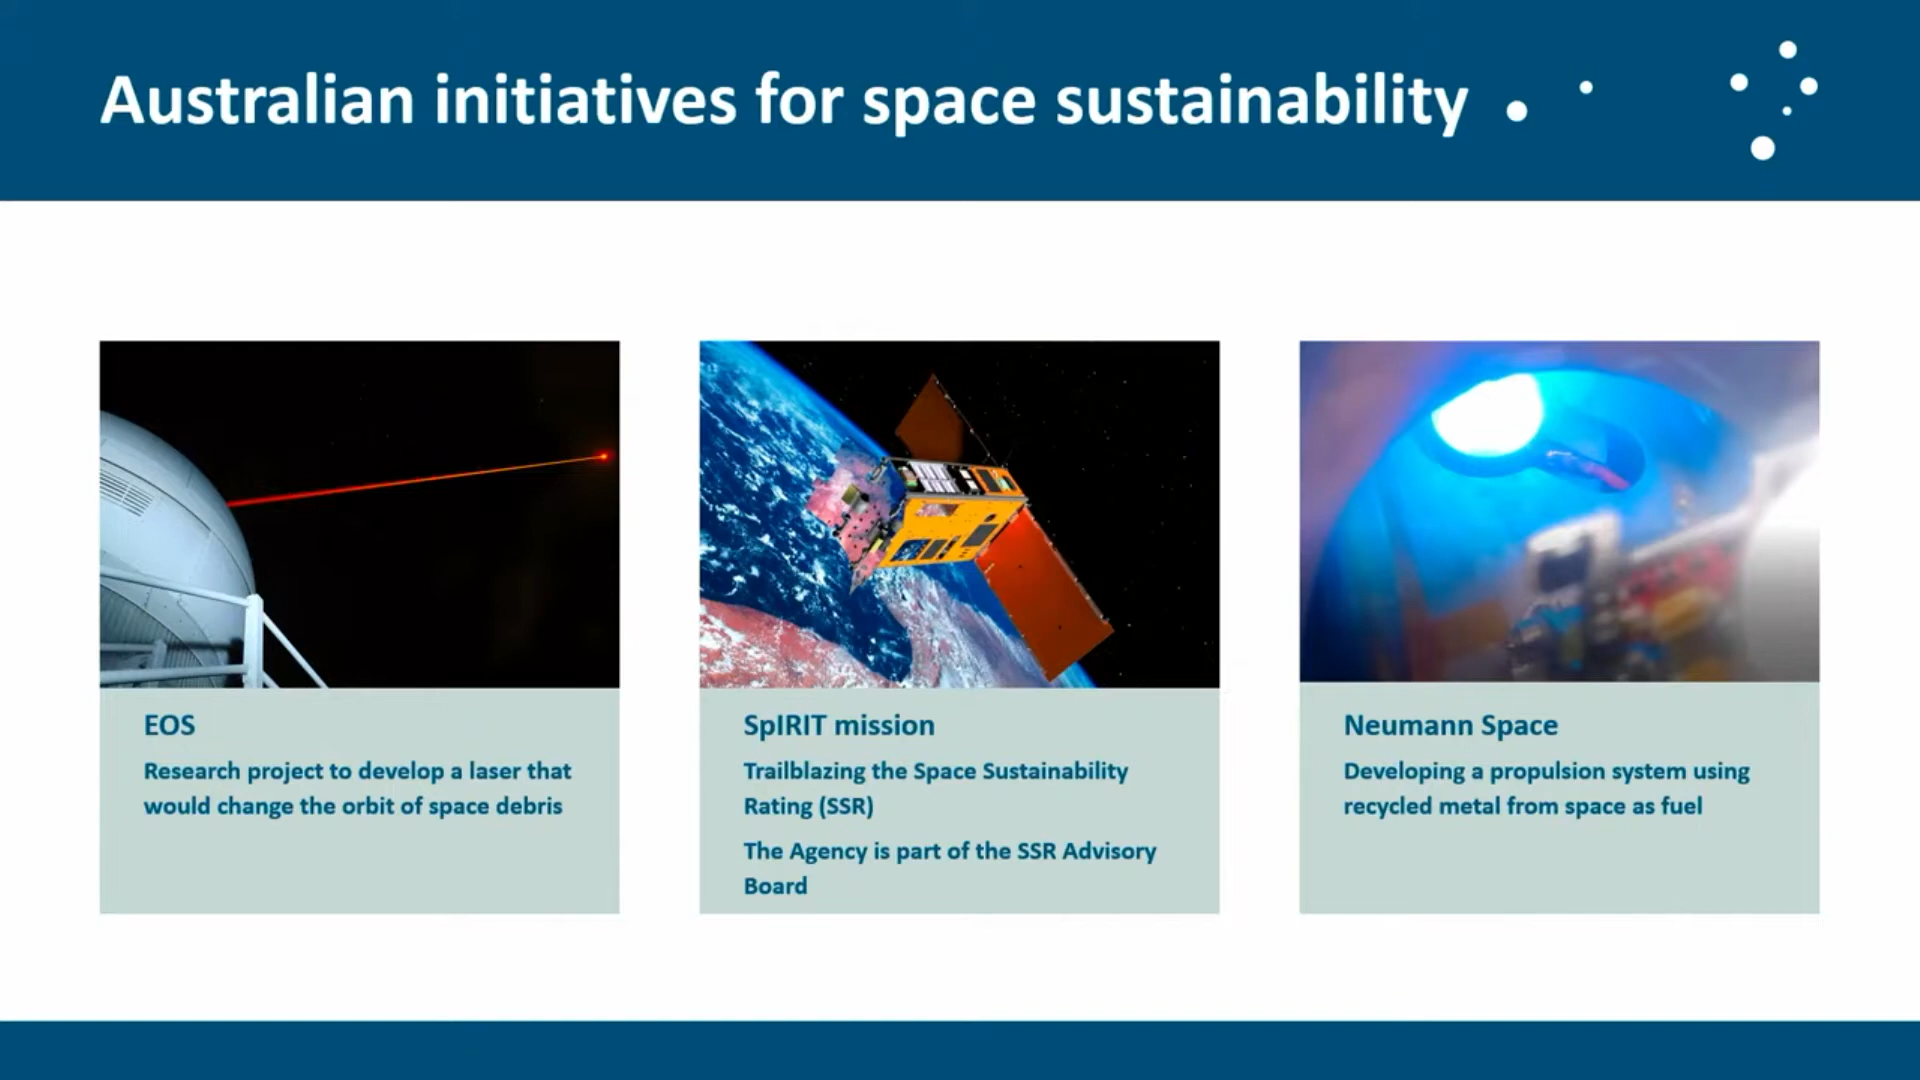 Australian initiatives for space sustainability
EOS
Research project to develop a laser that
would change the orbit of space debris
SpIRIT mission
Trailblazing the Space Sustainability
Rating (SSR)
The Agency is part of the SSR Advisory
Board
Neumann Space
Developing a propulsion system using
recycled metal from space as fuel